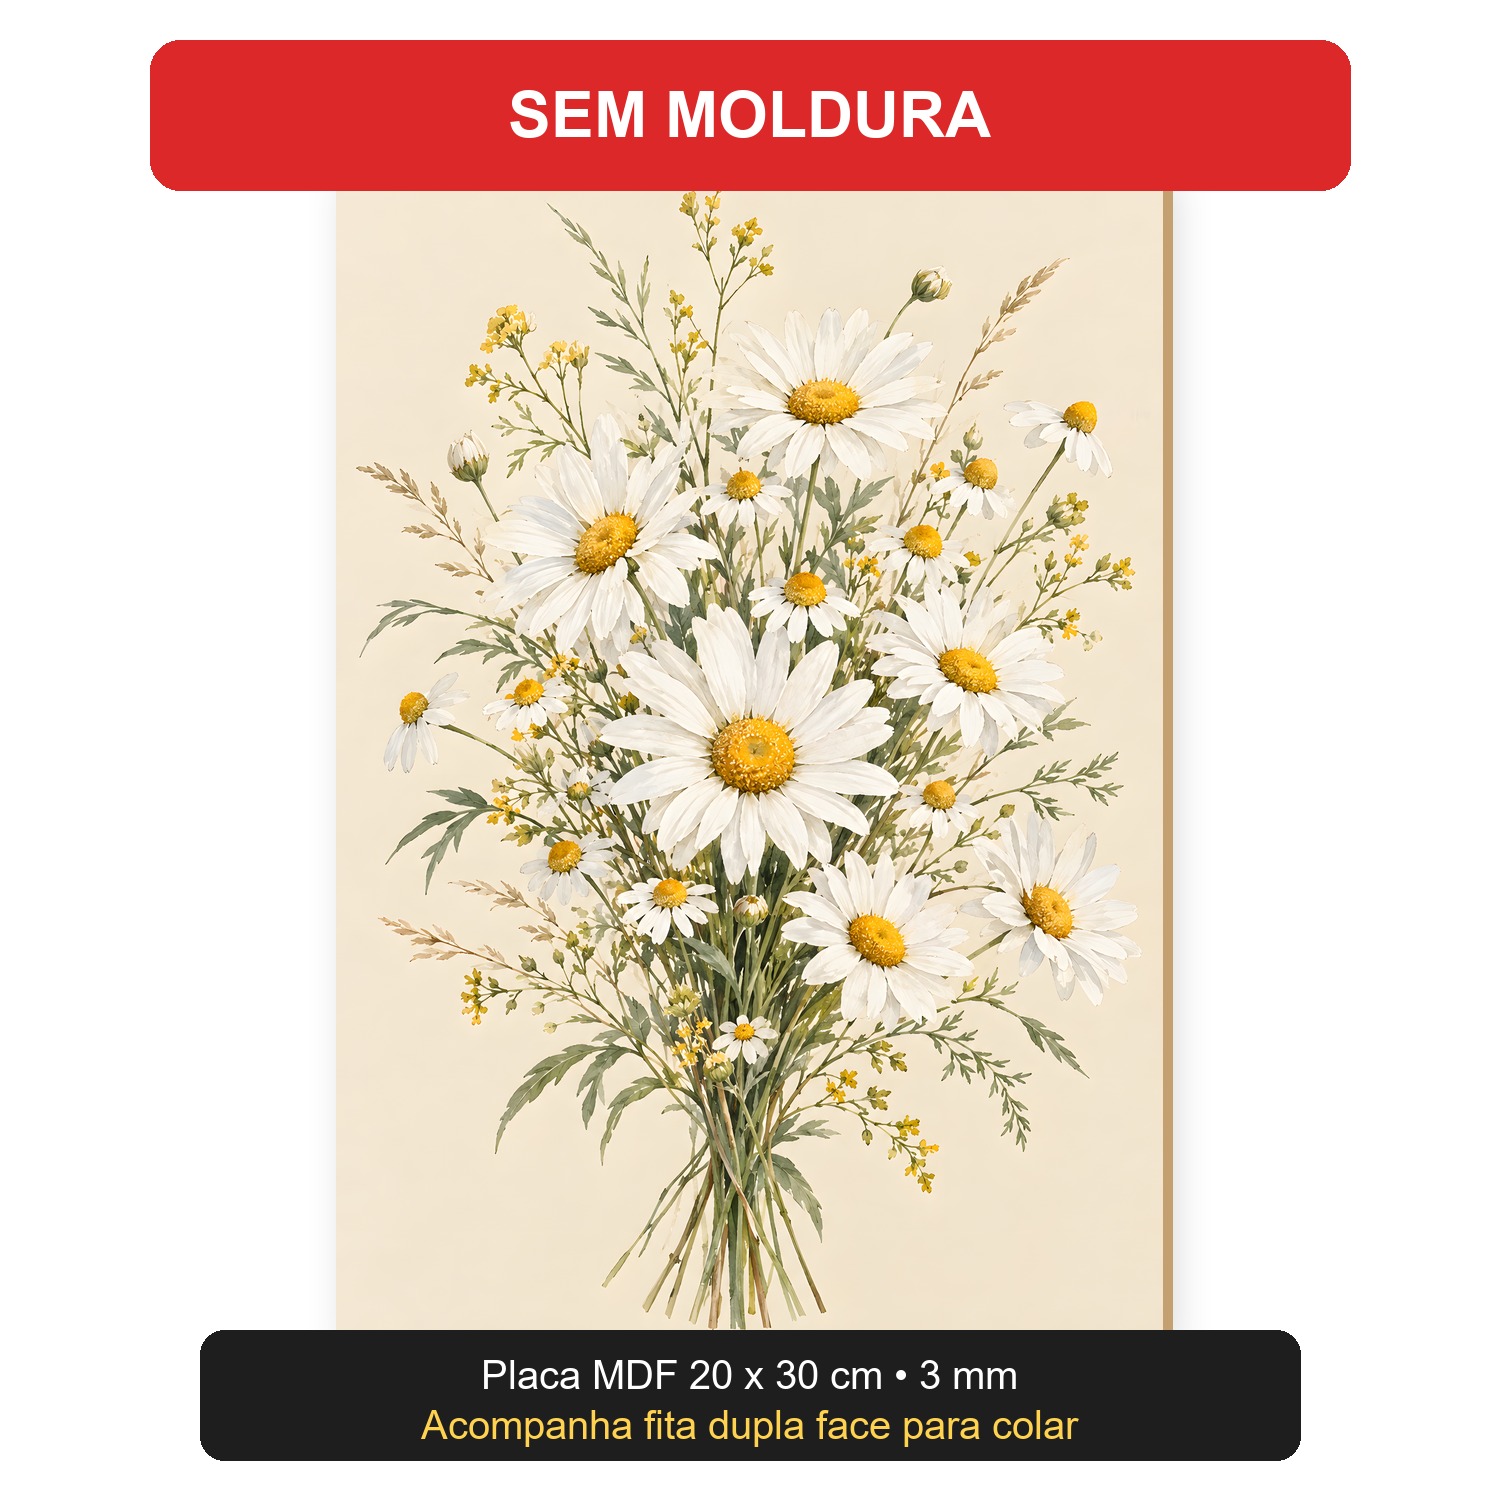 SEM MOLDURA
Placa MDF 20 x 30 cm • 3 mm
Acompanha fita dupla face para colar